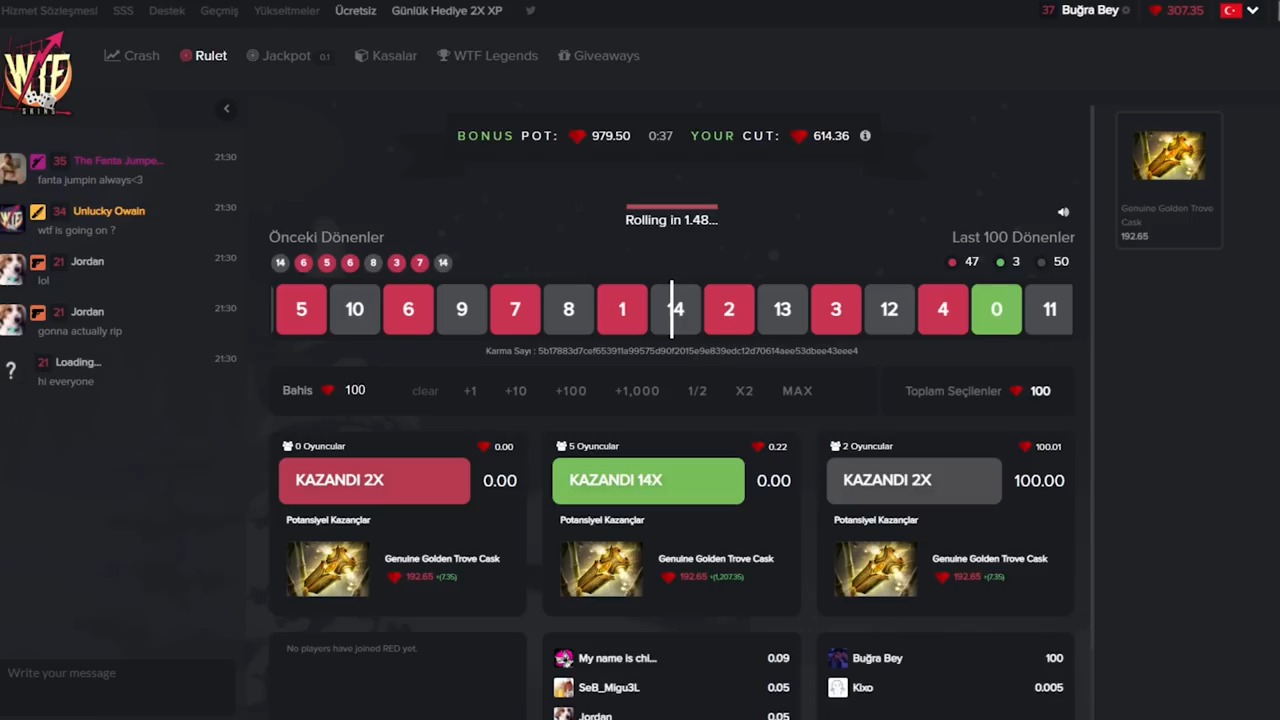 Hizmet Sözleşmesi SSS Destek Geçmiş Yükseltmeler Ücretsiz Günlük Hediye 2X XP
37 Buğra Bey 307.35
WTF
SKINS
Crash Rulet Jackpot 0.1 Kasalar WTF Legends Giveaways
BONUS POT: 979.50 0:37 YOUR CUT: 614.36
35 The Fanta Jumpe... 21:30
fanta jumpin always<3
34 Unlucky Owain 21:30
wtf is going on ?
21 Jordan 21:30
lol
21 Jordan 21:30
gonna actually rip
? 21 Loading... 21:30
hi everyone
Write your message
Rolling in 1.48...
Önceki Dönenler
14 6 5 6 8 3 7 14
Last 100 Dönenler
47 3 50
5 10 6 9 7 8 1 14 2 13 3 12 4 0 11
Karma Sayı : 5b17883d7cef653911a99575d90f2015e9e839edc12d70614aee53dbee43eee4
Bahis 100 clear +1 +10 +100 +1,000 1/2 X2 MAX
Toplam Seçilenler 100
0 Oyuncular 0.00
KAZANDI 2X 0.00
Potansiyel Kazançlar
Genuine Golden Trove Cask
192.65 +(7.35)
No players have joined RED yet.
5 Oyuncular 0.22
KAZANDI 14X 0.00
Potansiyel Kazançlar
Genuine Golden Trove Cask
192.65 +(1,207.35)
My name is chi... 0.09
SeB_Migu3L 0.05
Jordan 0.05
2 Oyuncular 100.01
KAZANDI 2X 100.00
Potansiyel Kazançlar
Genuine Golden Trove Cask
192.65 +(7.35)
Buğra Bey 100
Kixo 0.005
Genuine Golden Trove
Cask
192.65